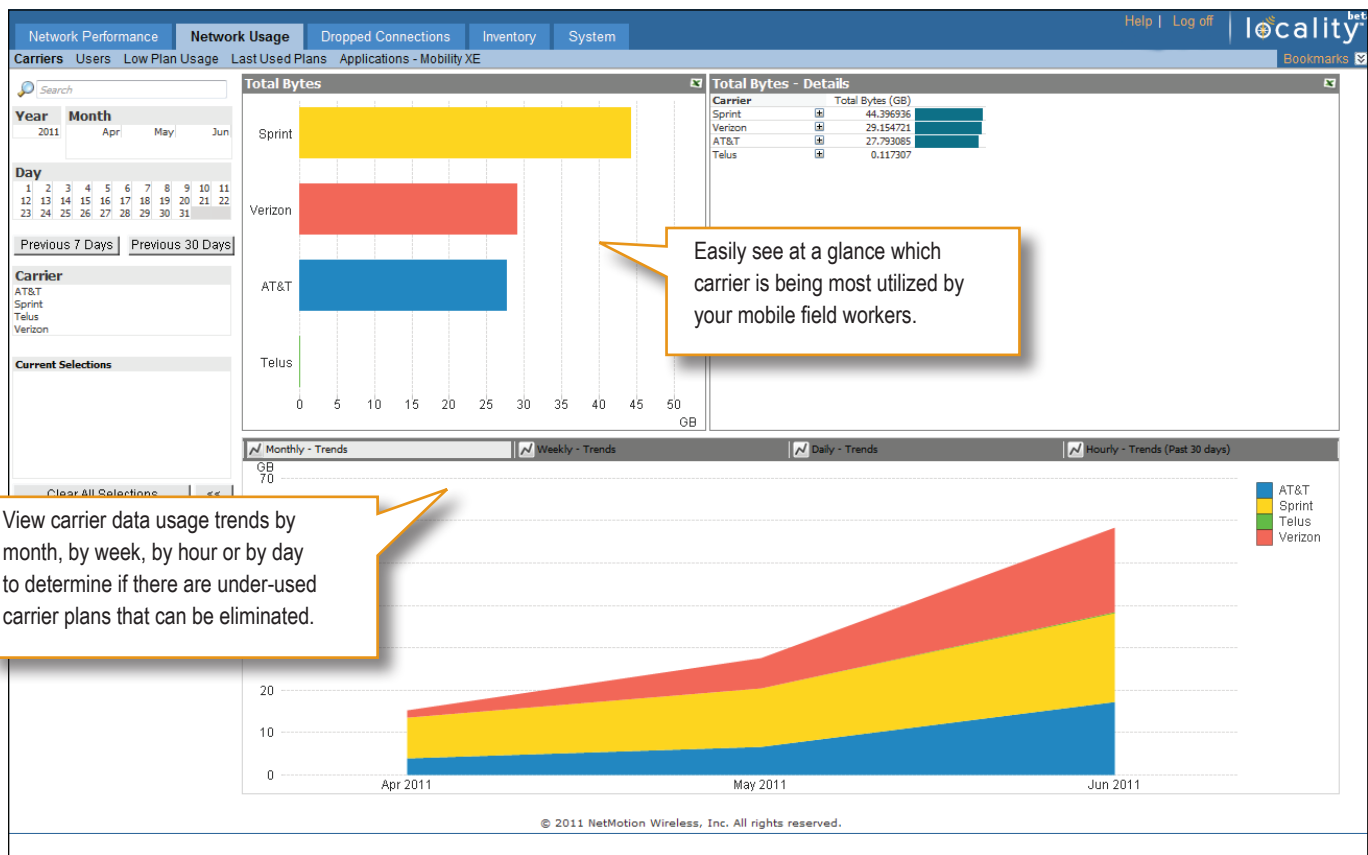 Help | Log off
locality
bet
Network Performance Network Usage Dropped Connections Inventory System
Carriers Users Low Plan Usage Last Used Plans Applications - Mobility XE
Bookmarks
Search
Year Month
2011 Apr May Jun
Day
1 2 3 4 5 6 7 8 9 10 11
12 13 14 15 16 17 18 19 20 21 22
23 24 25 26 27 28 29 30 31
Previous 7 Days Previous 30 Days
Carrier
AT&T
Sprint
Telus
Verizon
Current Selections
Clear All Selections <<
Total Bytes
Sprint
Verizon
AT&T
Telus
0 5 10 15 20 25 30 35 40 45 50
GB
Total Bytes - Details
Carrier Total Bytes (GB)
Sprint 44.396936
Verizon 29.154721
AT&T 27.793085
Telus 0.117307
Easily see at a glance which
carrier is being most utilized by
your mobile field workers.
Monthly - Trends Weekly - Trends Daily - Trends Hourly - Trends (Past 30 days)
GB
70
20
10
0
Apr 2011 May 2011 Jun 2011
AT&T
Sprint
Telus
Verizon
View carrier data usage trends by
month, by week, by hour or by day
to determine if there are under-used
carrier plans that can be eliminated.
© 2011 NetMotion Wireless, Inc. All rights reserved.